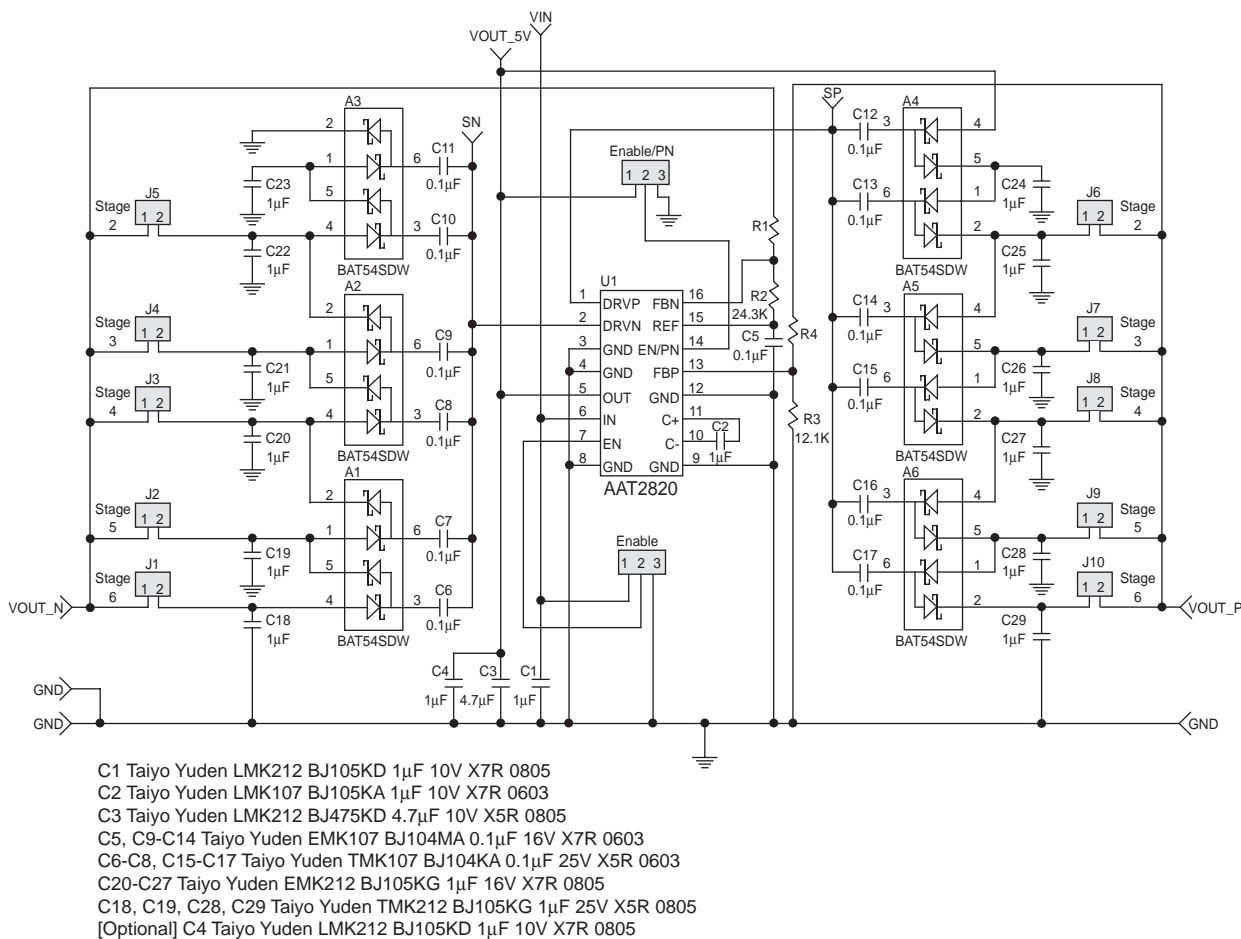 VIN
VOUT_5V
A3
SN
SP
A4
2
C11
C12
3
4
0.1µF
Enable/PN
1
6
0.1µF
1 2 3
5
C23
1µF
5
C10
C13
6
1
C24
1µF
J5
Stage
2
1 2
4
3
0.1µF
0.1µF
2
J6
1 2
Stage
2
C22
1µF
BAT54SDW
R1
BAT54SDW
C25
1µF
A2
U1
R2
24.3K
A5
J4
1 2
Stage
3
2
1
DRVP
FBN
16
C14
3
4
J7
1 2
Stage
3
1
6
C9
0.1µF
2
DRVN
REF
15
C5
0.1µF
R4
0.1µF
5
C21
1µF
3
GND
EN/PN
14
C26
1µF
J3
1 2
Stage
4
5
4
GND
FBP
13
C15
6
1
J8
1 2
Stage
4
4
3
C8
0.1µF
5
OUT
GND
12
0.1µF
2
C20
1µF
BAT54SDW
6
IN
C+
11
R3
12.1K
BAT54SDW
C27
1µF
7
EN
C-
10
C2
1µF
A1
8
GND
GND
9
A6
AAT2820
J2
1 2
Stage
5
2
C16
3
4
J9
1 2
Stage
5
1
6
C7
0.1µF
0.1µF
5
C19
1µF
Enable
1 2 3
C28
1µF
J1
1 2
Stage
6
5
C17
6
1
J10
1 2
Stage
6
VOUT_N
4
3
C6
0.1µF
0.1µF
2
VOUT_P
C18
1µF
BAT54SDW
BAT54SDW
C29
1µF
C4
1µF
C3
4.7µF
C1
1µF
GND
GND
GND
C1 Taiyo Yuden LMK212 BJ105KD 1µF 10V X7R 0805
C2 Taiyo Yuden LMK107 BJ105KA 1µF 10V X7R 0603
C3 Taiyo Yuden LMK212 BJ475KD 4.7µF 10V X5R 0805
C5, C9-C14 Taiyo Yuden EMK107 BJ104MA 0.1µF 16V X7R 0603
C6-C8, C15-C17 Taiyo Yuden TMK107 BJ104KA 0.1µF 25V X5R 0603
C20-C27 Taiyo Yuden EMK212 BJ105KG 1µF 16V X7R 0805
C18, C19, C28, C29 Taiyo Yuden TMK212 BJ105KG 1µF 25V X5R 0805
[Optional] C4 Taiyo Yuden LMK212 BJ105KD 1µF 10V X7R 0805